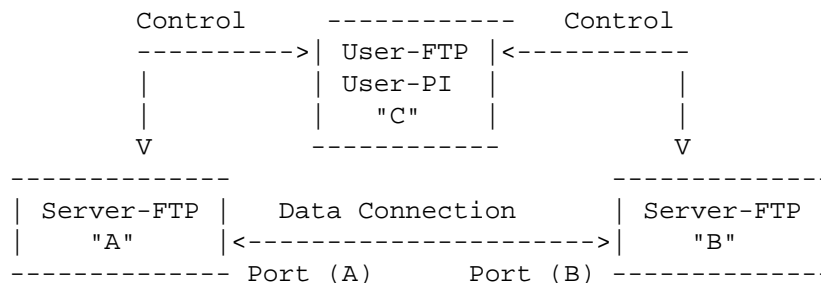 Control     ------------    Control
---------->| User-FTP |<-----------
|          | User-PI  |           |
|          |   "C"    |           |
V          ------------           V
--------------                        --------------
| Server-FTP |   Data Connection      | Server-FTP
|    "A"     |<---------------------->|    "B"
-------------- Port (A)      Port (B) --------------